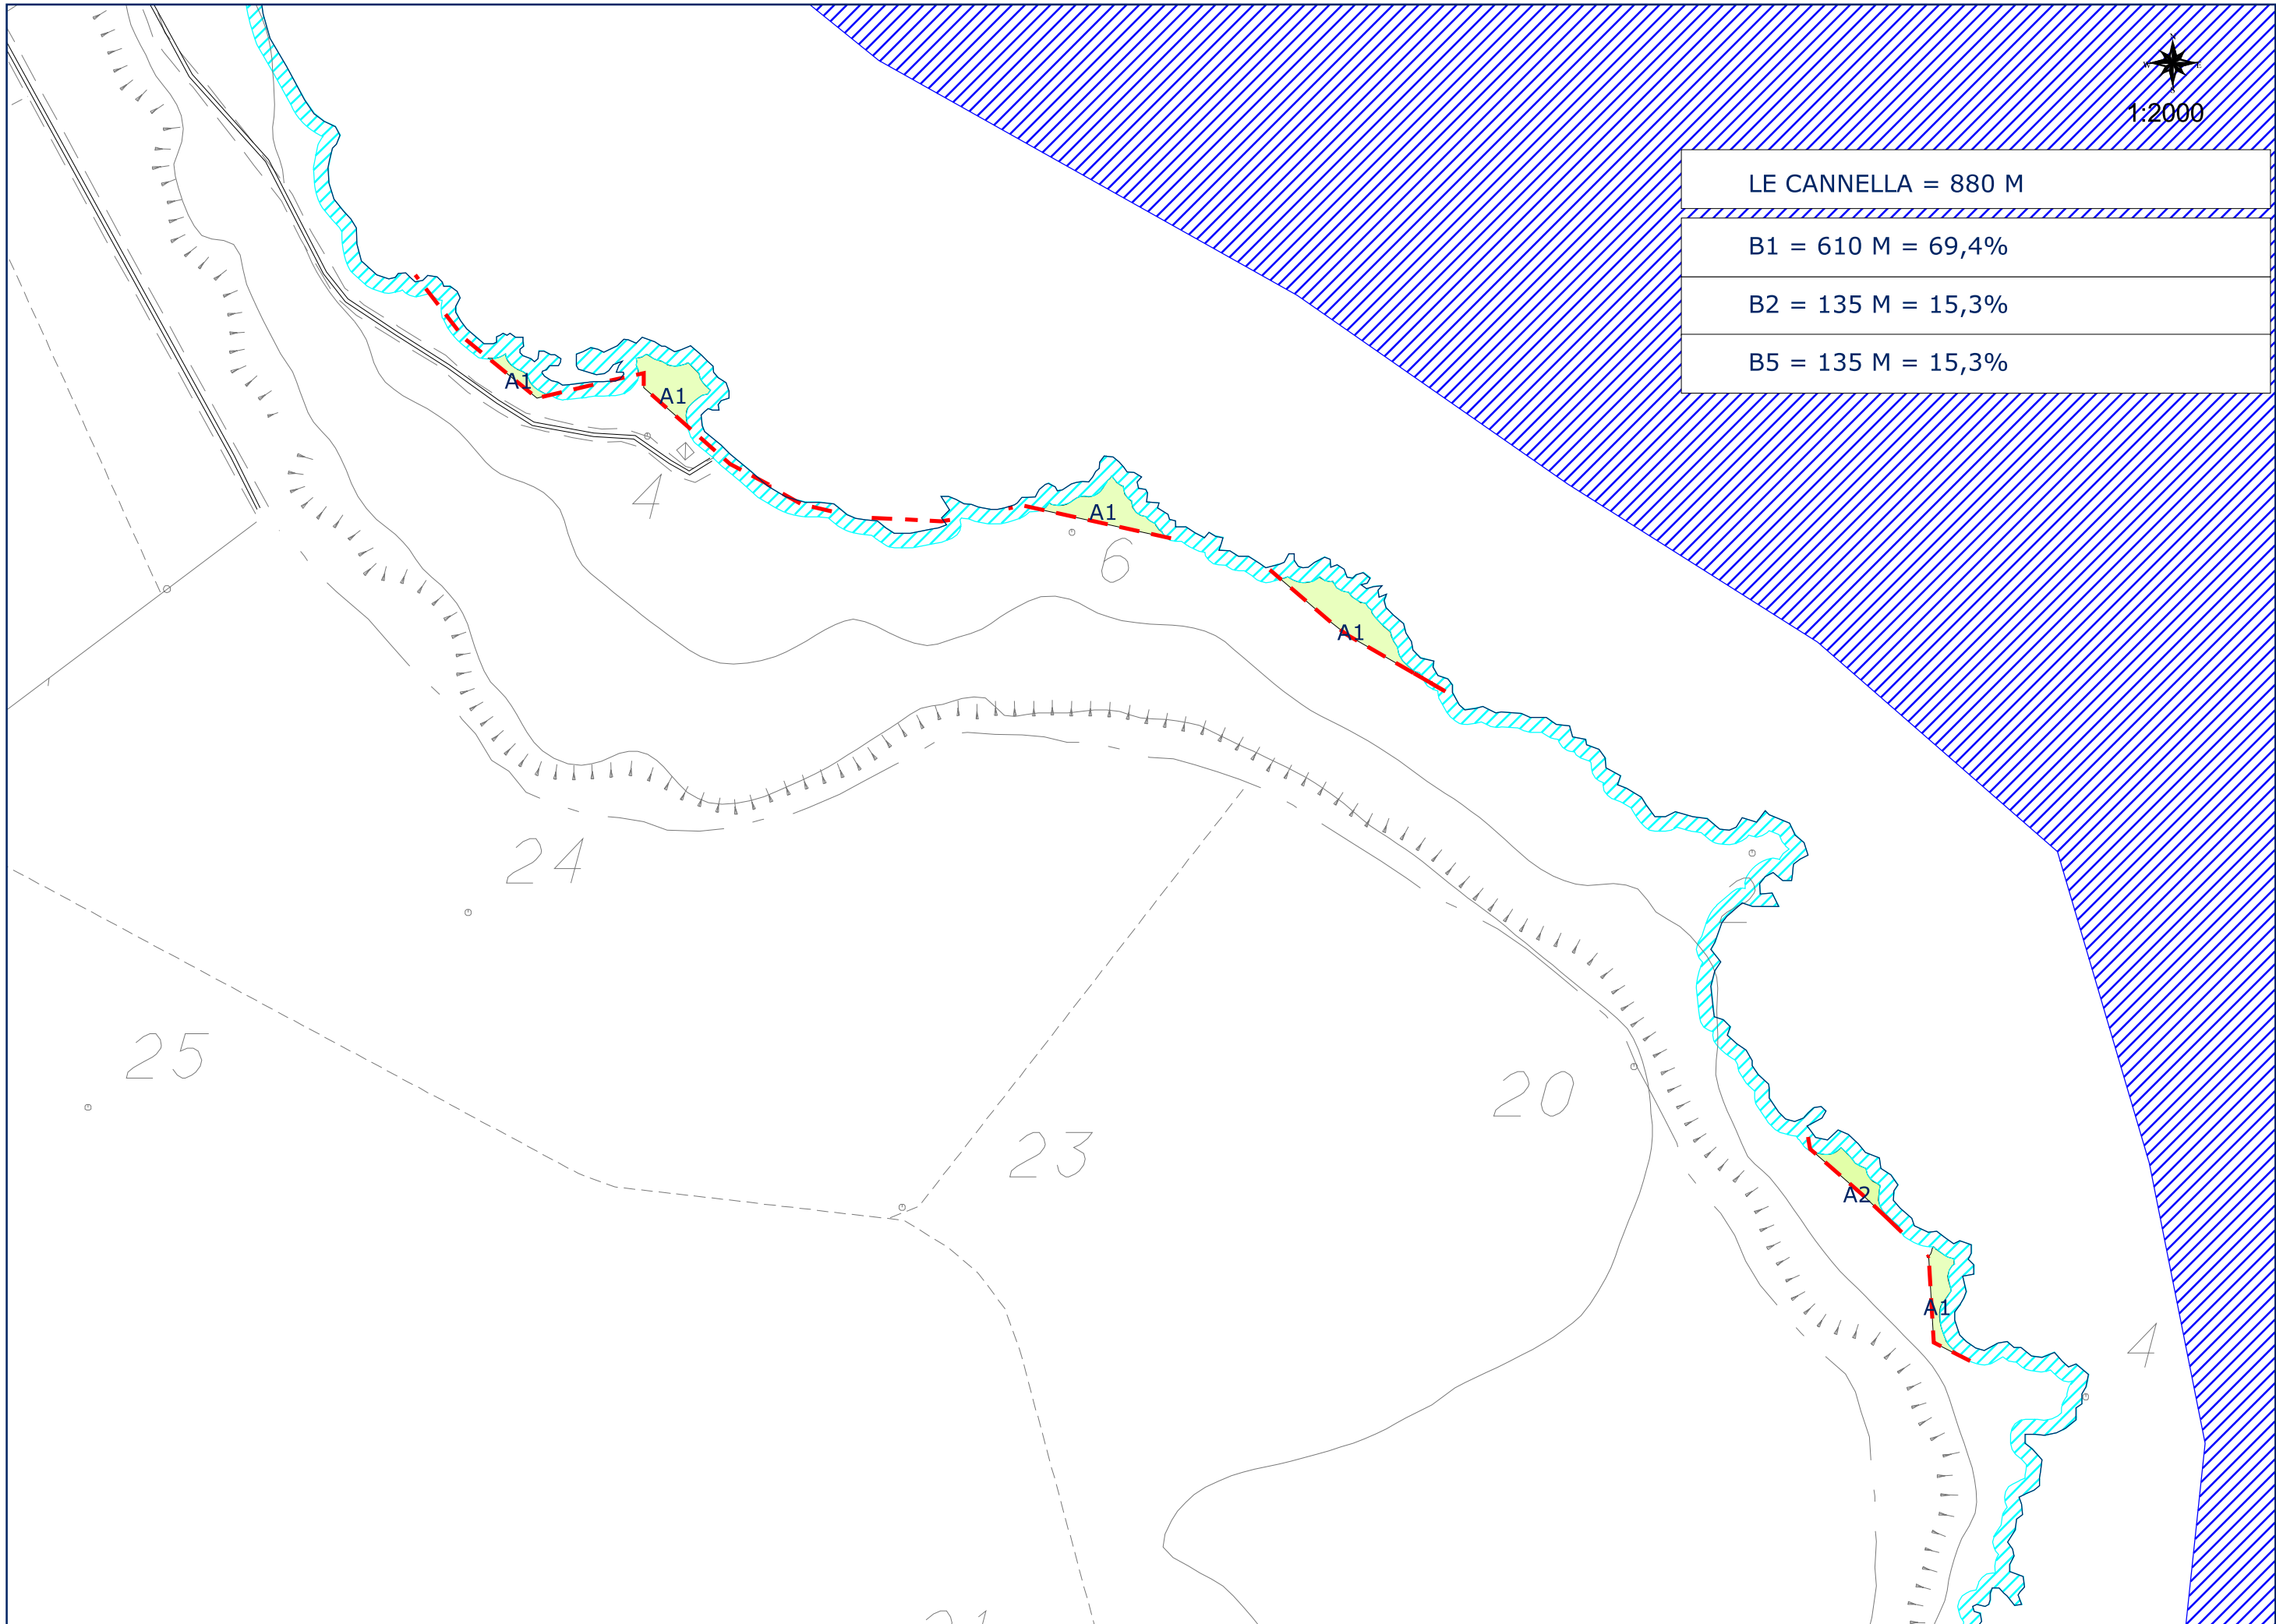 N
W E
S
1:2000
LE CANNELLA = 880 M
B1 = 610 M = 69,4%
B2 = 135 M = 15,3%
B5 = 135 M = 15,3%
A1
A1
4
A1
6
A1
24
2
25
20
23
A2
A1
4